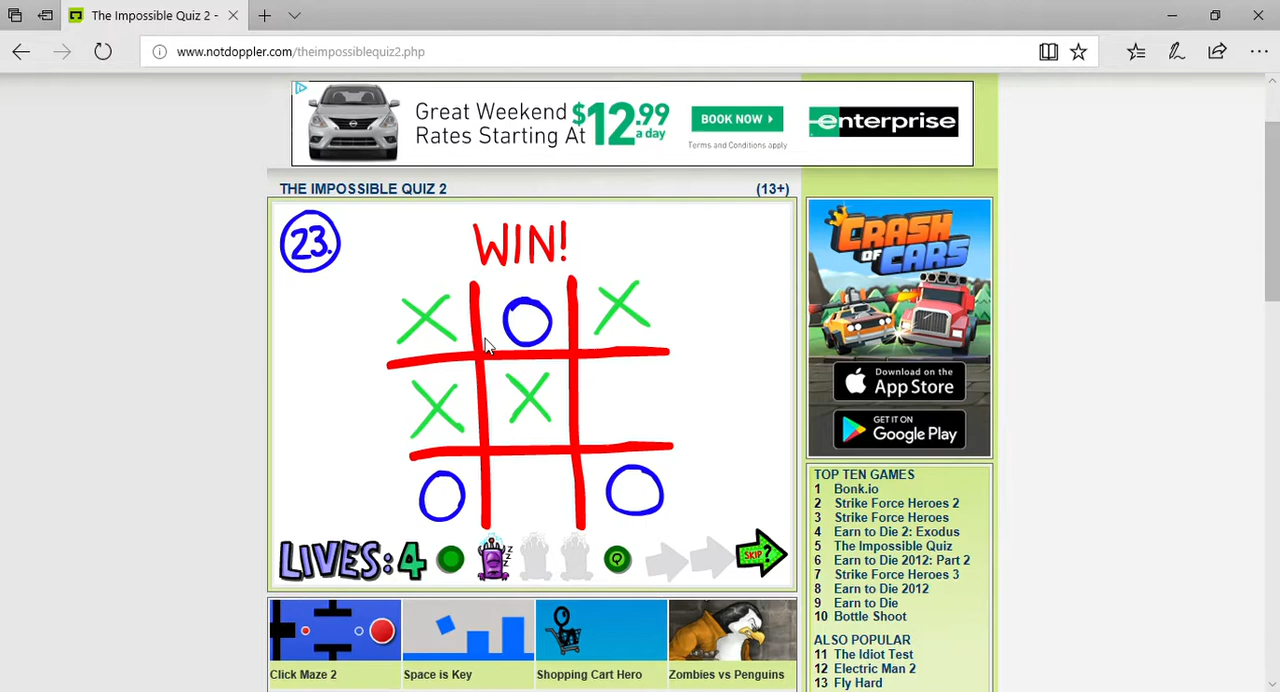 The Impossible Quiz 2 -
www.notdoppler.com/theimpossiblequiz2.php
Great Weekend
Rates Starting At
$12.99
a day
BOOK NOW
Terms and Conditions apply
enterprise
THE IMPOSSIBLE QUIZ 2
(13+)
23.
WIN!
X O X
X X
O O
LIVES: 4
Q
SKIP?
CRASH
OF
CARS
Download on the
App Store
GET IT ON
Google Play
TOP TEN GAMES
1 Bonk.io
2 Strike Force Heroes 2
3 Strike Force Heroes
4 Earn to Die 2: Exodus
5 The Impossible Quiz
6 Earn to Die 2012: Part 2
7 Strike Force Heroes 3
8 Earn to Die 2012
9 Earn to Die
10 Bottle Shoot
ALSO POPULAR
11 The Idiot Test
12 Electric Man 2
13 Fly Hard
Click Maze 2
Space is Key
Shopping Cart Hero
Zombies vs Penguins